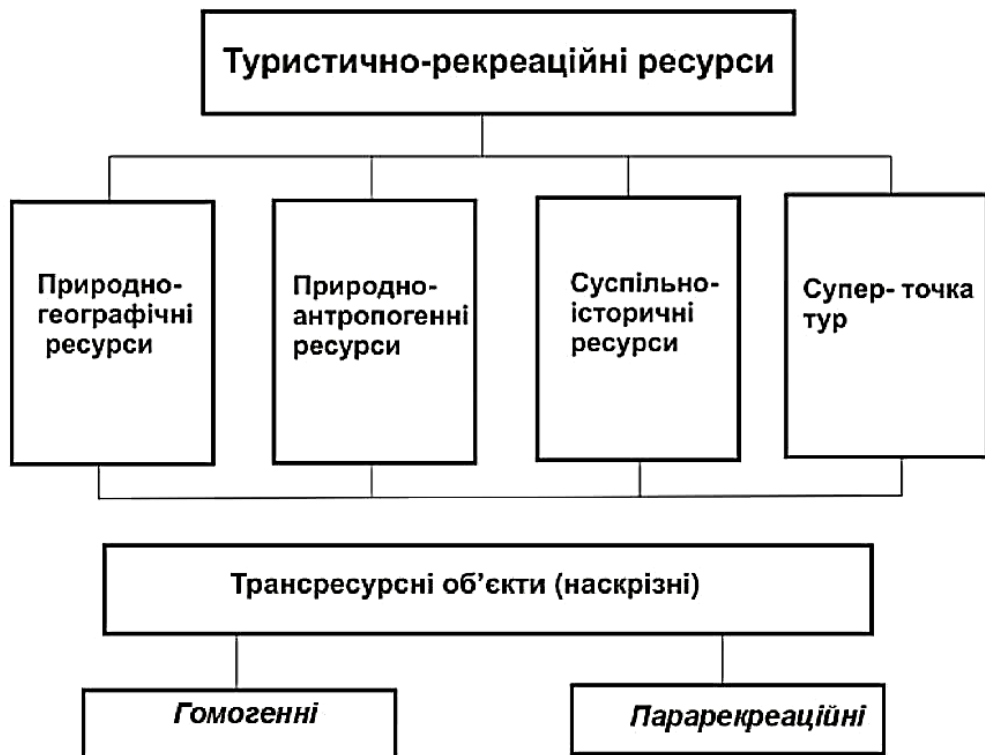 Туристично-рекреаційні ресурси
Природно-
географічні
ресурси
Природно-
антропогенні
ресурси
Суспільно-
історичні
ресурси
Супер- точка
тур
Трансресурсні об’єкти (наскрізні)
Гомогенні
Парарекреаційні